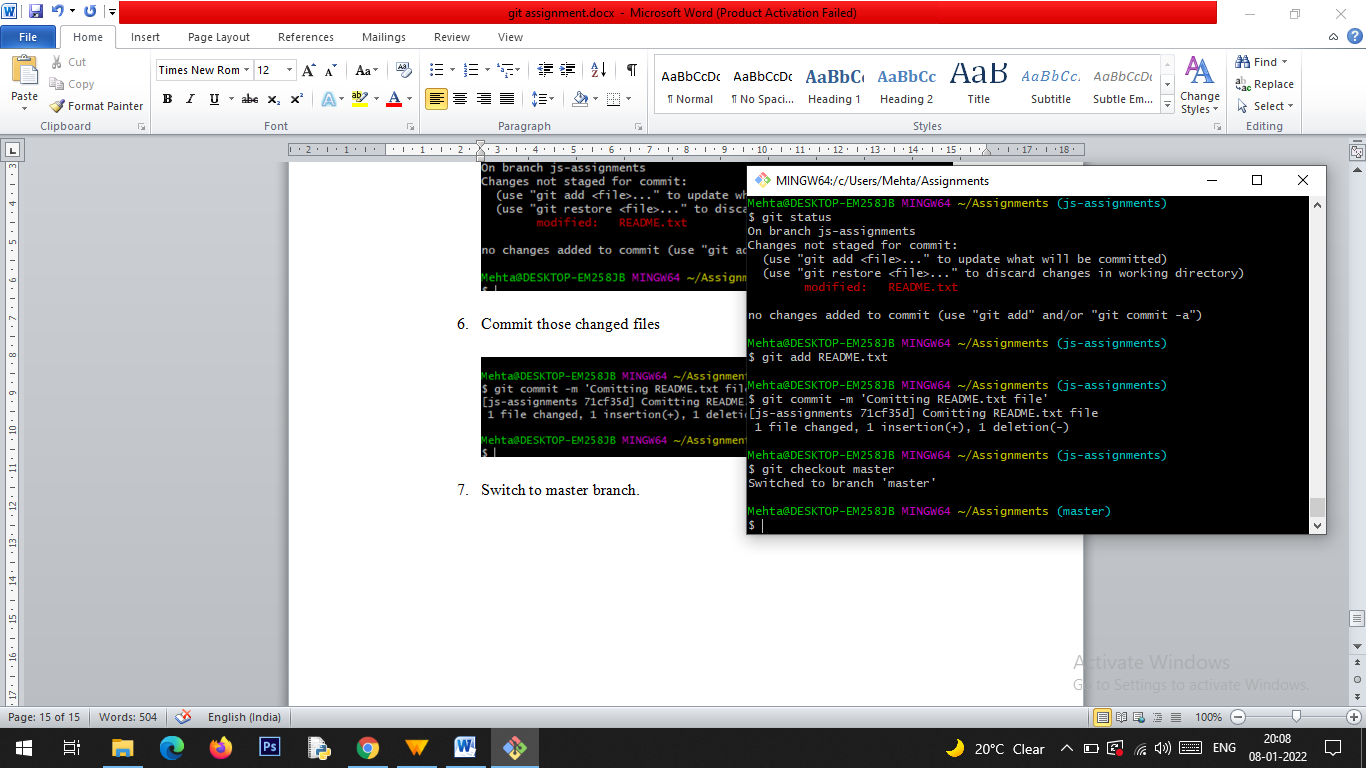 git assignment.docx - Microsoft Word (Product Activation Failed)
File Home Insert Page Layout References Mailings Review View
Paste
Cut
Copy
Format Painter
Clipboard
Times New Rom 12
Font
Paragraph
AaBbCcDc AaBbCcDc AaBbCc AaBbCc AaB AaBbCc. AaBbCcDc
¶ Normal ¶ No Spaci... Heading 1 Heading 2 Title Subtitle Subtle Em...
Change Styles
Styles
Find
Replace
Select
Editing
On branch js-assignments
Changes not staged for commit:
(use "git add <file>..." to update wh
(use "git restore <file>..." to disca
modified: README.txt
no changes added to commit (use "git ad
Mehta@DESKTOP-EM258JB MINGW64 ~/Assignm
$
6. Commit those changed files
Mehta@DESKTOP-EM258JB MINGW64 ~/Assignment
$ git commit -m 'Comitting README.txt file
[js-assignments 71cf35d] Comitting README.
1 file changed, 1 insertion(+), 1 deleti
Mehta@DESKTOP-EM258JB MINGW64 ~/Assignment
$
7. Switch to master branch.
MINGW64:/c/Users/Mehta/Assignments
Mehta@DESKTOP-EM258JB MINGW64 ~/Assignments (js-assignments)
$ git status
On branch js-assignments
Changes not staged for commit:
(use "git add <file>..." to update what will be committed)
(use "git restore <file>..." to discard changes in working directory)
modified: README.txt
no changes added to commit (use "git add" and/or "git commit -a")
Mehta@DESKTOP-EM258JB MINGW64 ~/Assignments (js-assignments)
$ git add README.txt
Mehta@DESKTOP-EM258JB MINGW64 ~/Assignments (js-assignments)
$ git commit -m 'Comitting README.txt file'
[js-assignments 71cf35d] Comitting README.txt file
1 file changed, 1 insertion(+), 1 deletion(-)
Mehta@DESKTOP-EM258JB MINGW64 ~/Assignments (js-assignments)
$ git checkout master
Switched to branch 'master'
Mehta@DESKTOP-EM258JB MINGW64 ~/Assignments (master)
$
Activate Windows
Go to Settings to activate Windows.
Page: 15 of 15 Words: 504 English (India) 100%
20°C Clear ENG 20:08
08-01-2022